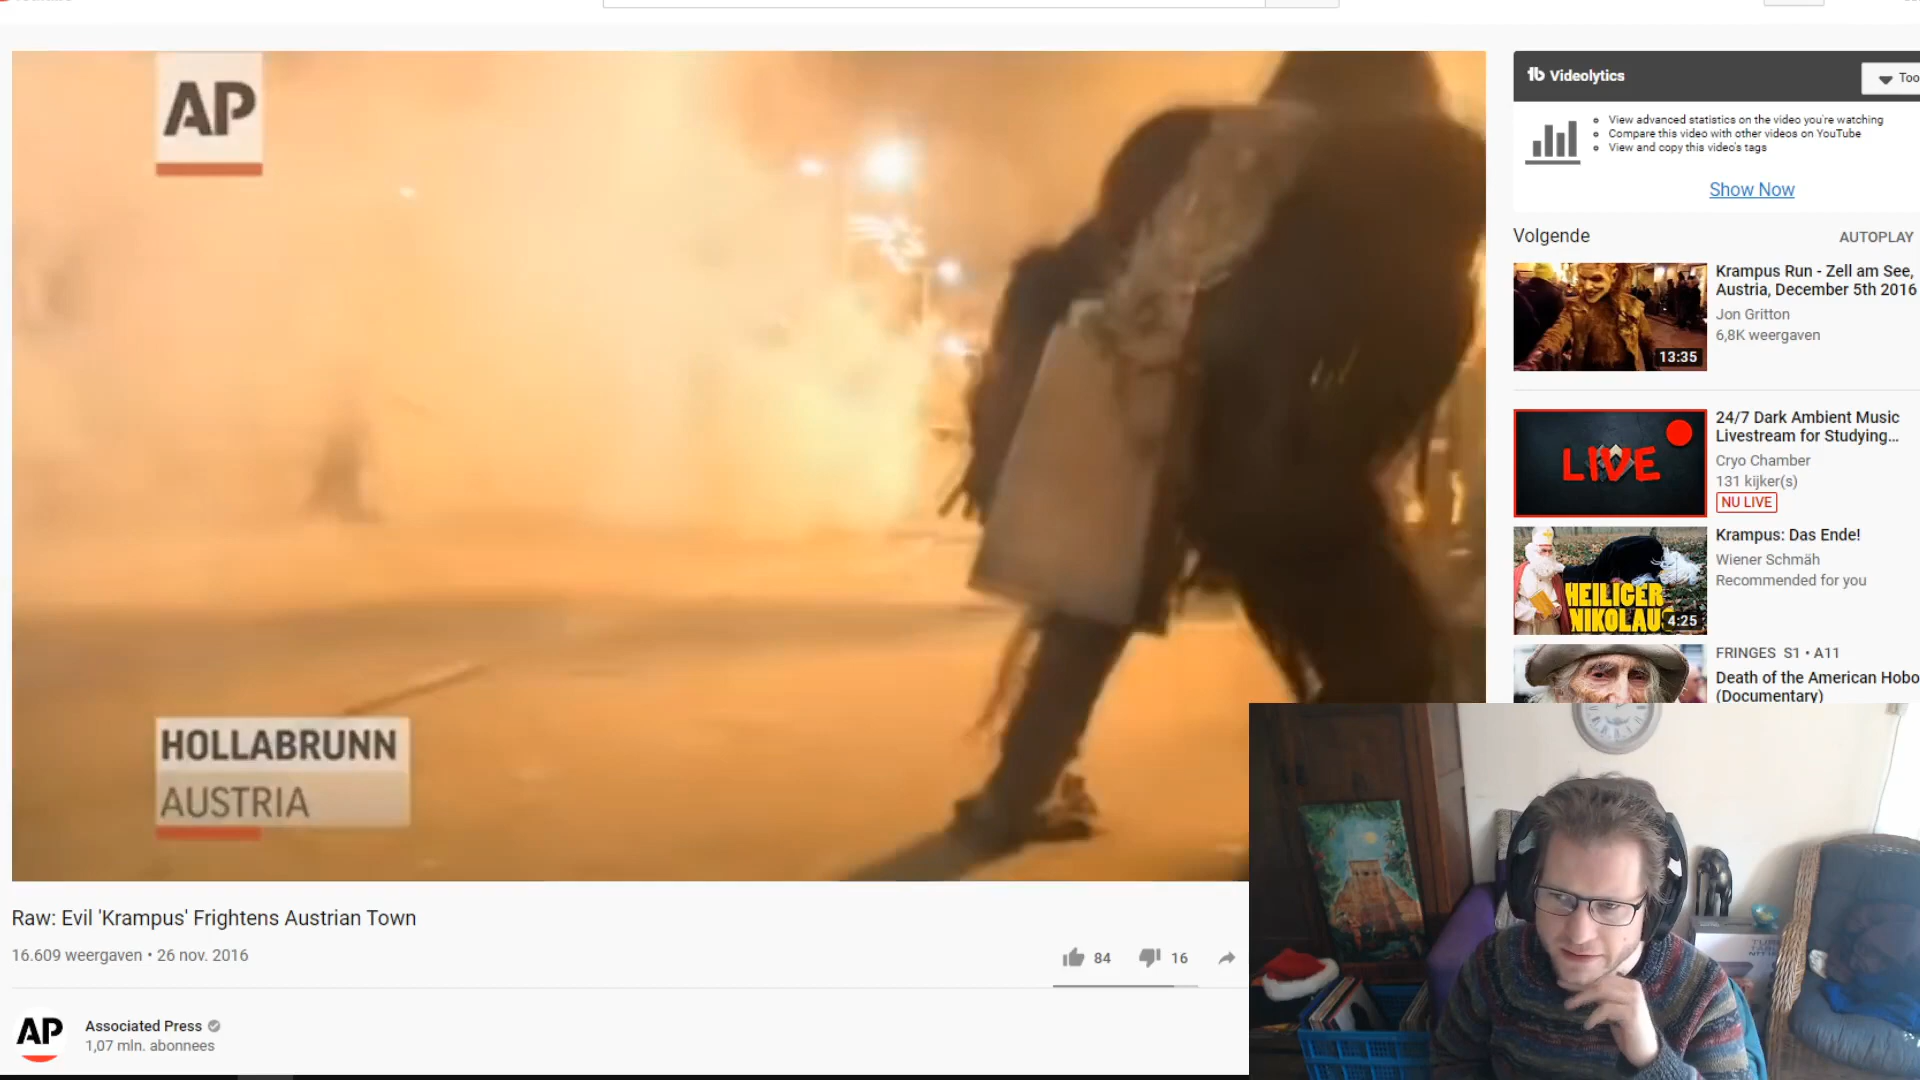 AP
HOLLABRUNN
AUSTRIA
Raw: Evil 'Krampus' Frightens Austrian Town
16.609 weergaven • 26 nov. 2016
84
16
AP
Associated Press
1,07 mln. abonnees
tb Videolytics
Too
View advanced statistics on the video you're watching
Compare this video with other videos on YouTube
View and copy this video's tags
Show Now
Volgende
AUTOPLAY
13:35
Krampus Run - Zell am See,
Austria, December 5th 2016
Jon Gritton
6,8K weergaven
LIVE
24/7 Dark Ambient Music
Livestream for Studying...
Cryo Chamber
131 kijker(s)
NU LIVE
HEILIGER
NIKOLAUS
4:25
Krampus: Das Ende!
Wiener Schmäh
Recommended for you
FRINGES S1 • A11
Death of the American Hobo
(Documentary)